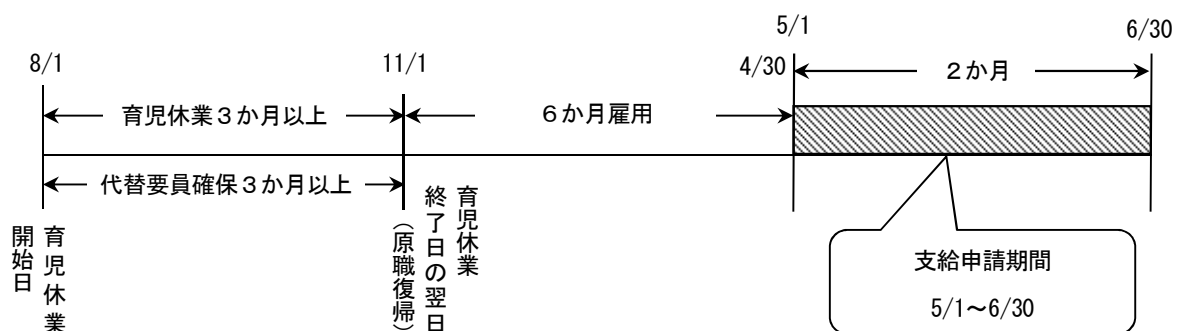 5/1
6/30
8/1
11/1
4/30
２か月
育児休業３か月以上
６か月雇用
代替要員確保３か月以上
育児休業
開始日
育児休業
終了日の翌日
(原職復帰)
支給申請期間
5/1～6/30